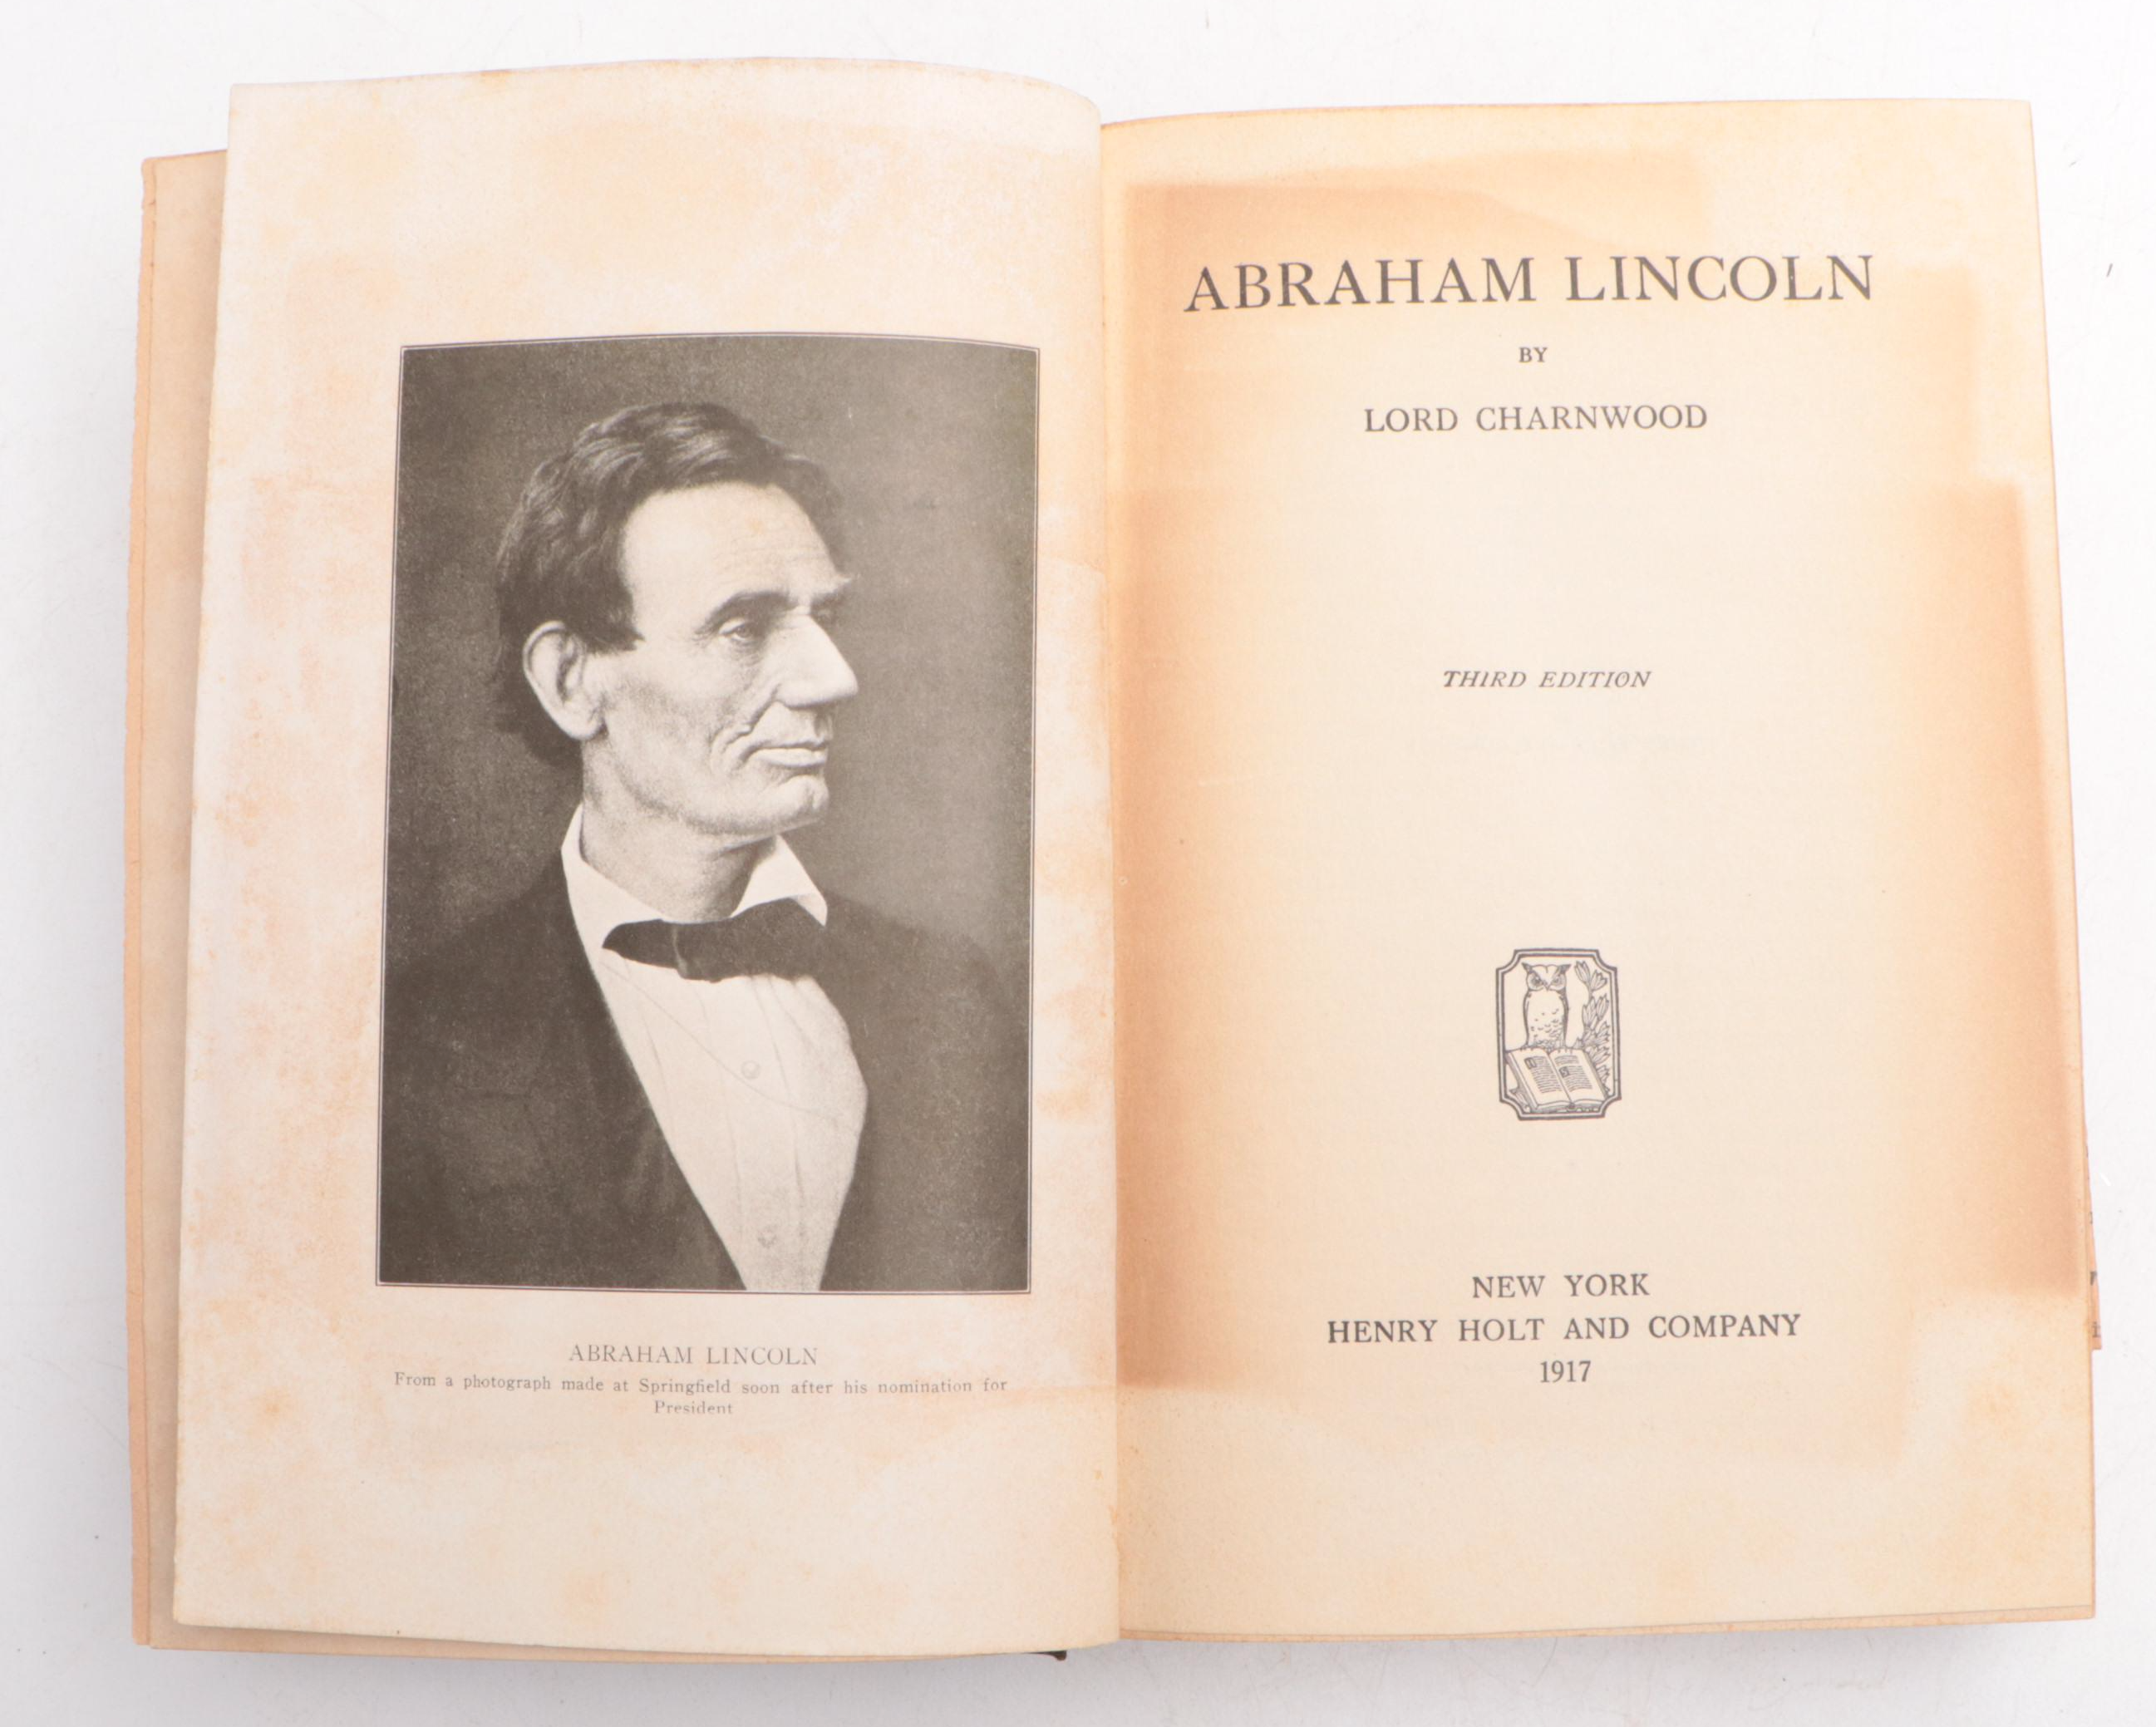 ABRAHAM LINCOLN
From a photograph made at Springfield soon after his nomination for
President
ABRAHAM LINCOLN
BY
LORD CHARNWOOD
THIRD EDITION
NEW YORK
HENRY HOLT AND COMPANY
1917